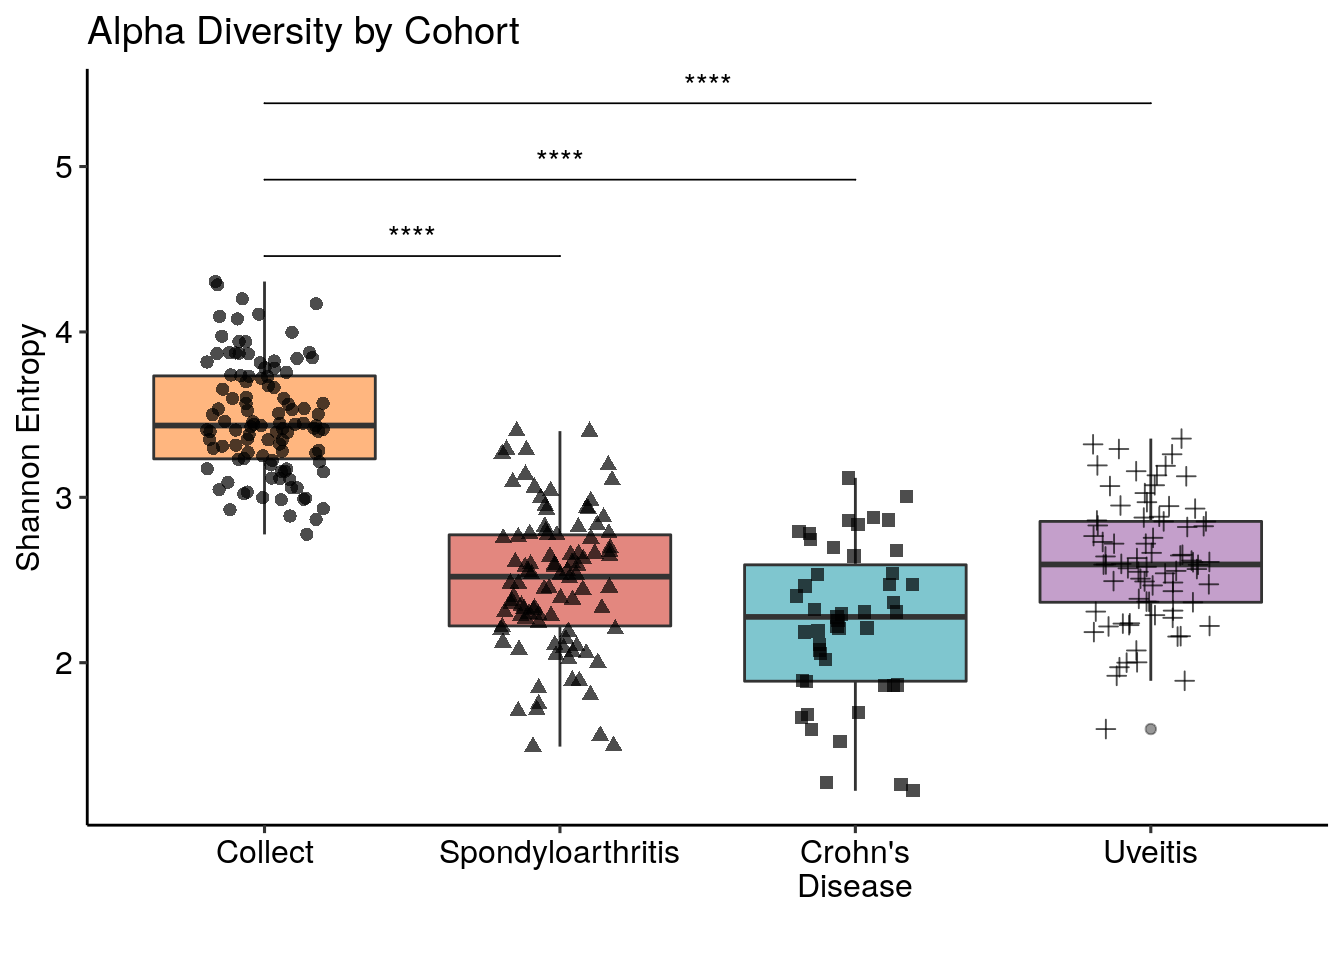 Alpha Diversity by Cohort
****
5
****
****
4
Shannon Entropy
3
2
Collect
Spondyloarthritis
Crohn's
Disease
Uveitis